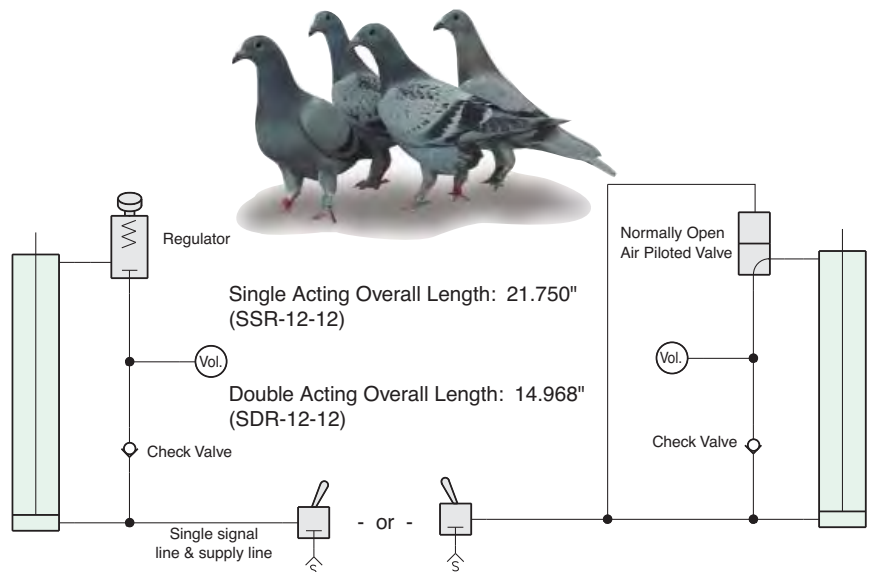 Regulator
Normally Open
Air Piloted Valve
Single Acting Overall Length: 21.750"
(SSR-12-12)
Vol.
Vol.
Double Acting Overall Length: 14.968"
(SDR-12-12)
Check Valve
Check Valve
Single signal
line & supply line
- or -
S
S